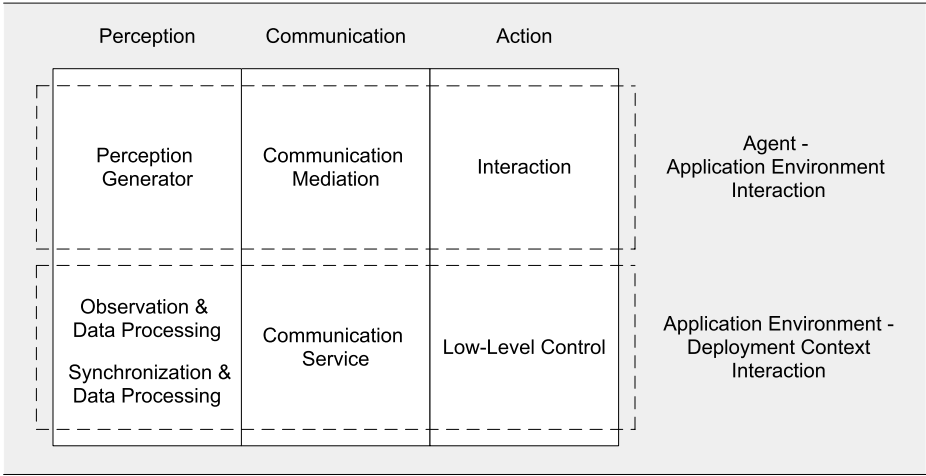 Perception
Communication
Action
Perception
Generator
Communication
Mediation
Interaction
Agent -
Application Environment
Interaction
Observation &
Data Processing
Synchronization &
Data Processing
Communication
Service
Low-Level Control
Application Environment -
Deployment Context
Interaction